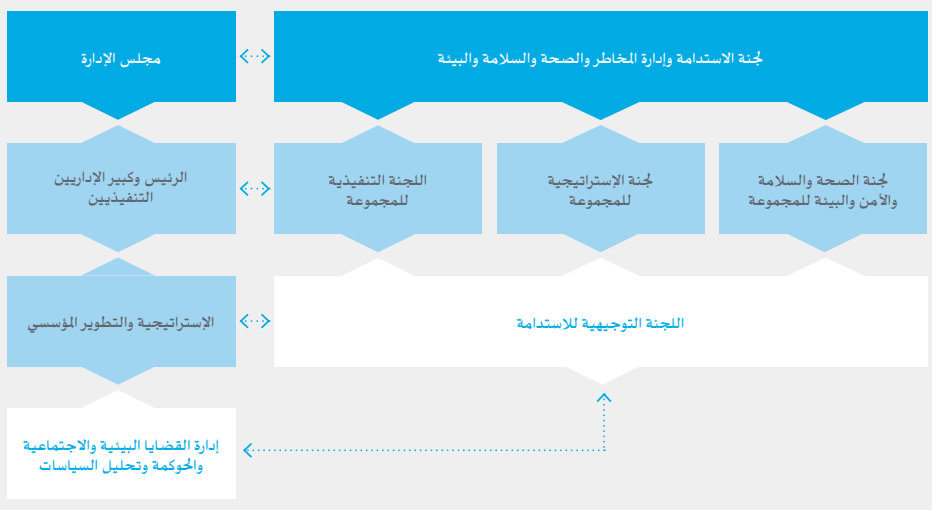 لجنة الاستدامة وإدارة المخاطر والصحة والسلامة والبيئة
مجلس الإدارة
لجنة الصحة والسلامة
والأمن والبيئة للمجموعة
لجنة الإستراتيجية
للمجموعة
اللجنة التنفيذية
للمجموعة
الرئيس وكبير الإداريين
التنفيذيين
اللجنة التوجيهية للاستدامة
الإستراتيجية والتطوير المؤسسي
إدارة القضايا البيئية والاجتماعية
والحوكمة وتحليل السياسات